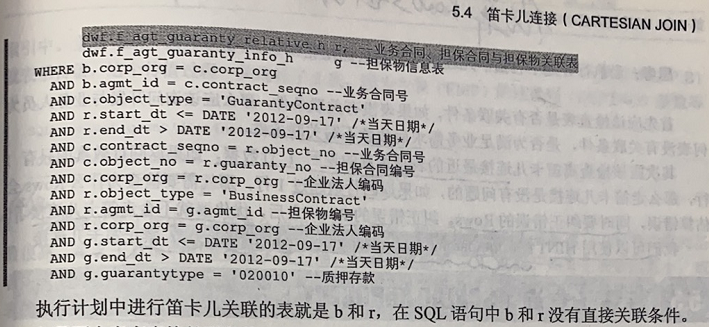 5.4 笛卡儿连接(CARTESIAN JOIN)
dwf.f_agt_guaranty_relative_h r, --业务合同、担保合同与担保物关联表
dwf.f_agt_guaranty_info_h g --担保物信息表
WHERE b.corp_org = c.corp_org
AND b.agmt_id = c.contract_seqno --业务合同号
AND c.object_type = 'GuarantyContract'
AND r.start_dt <= DATE '2012-09-17' /*当天日期*/
AND r.end_dt > DATE '2012-09-17' /*当天日期*/
AND c.contract_seqno = r.object_no --业务合同号
AND c.object_no = r.guaranty_no --担保合同编号
AND c.corp_org = r.corp_org --企业法人编码
AND r.object_type = 'BusinessContract'
AND r.agmt_id = g.agmt_id --担保物编号
AND r.corp_org = g.corp_org --企业法人编码
AND g.start_dt <= DATE '2012-09-17' /*当天日期*/
AND g.end_dt > DATE '2012-09-17' /*当天日期*/
AND g.guarantytype = '020010' --质押存款
执行计划中进行笛卡儿关联的表就是 b 和 r，在 SQL 语句中 b 和 r 没有直接关联条件。